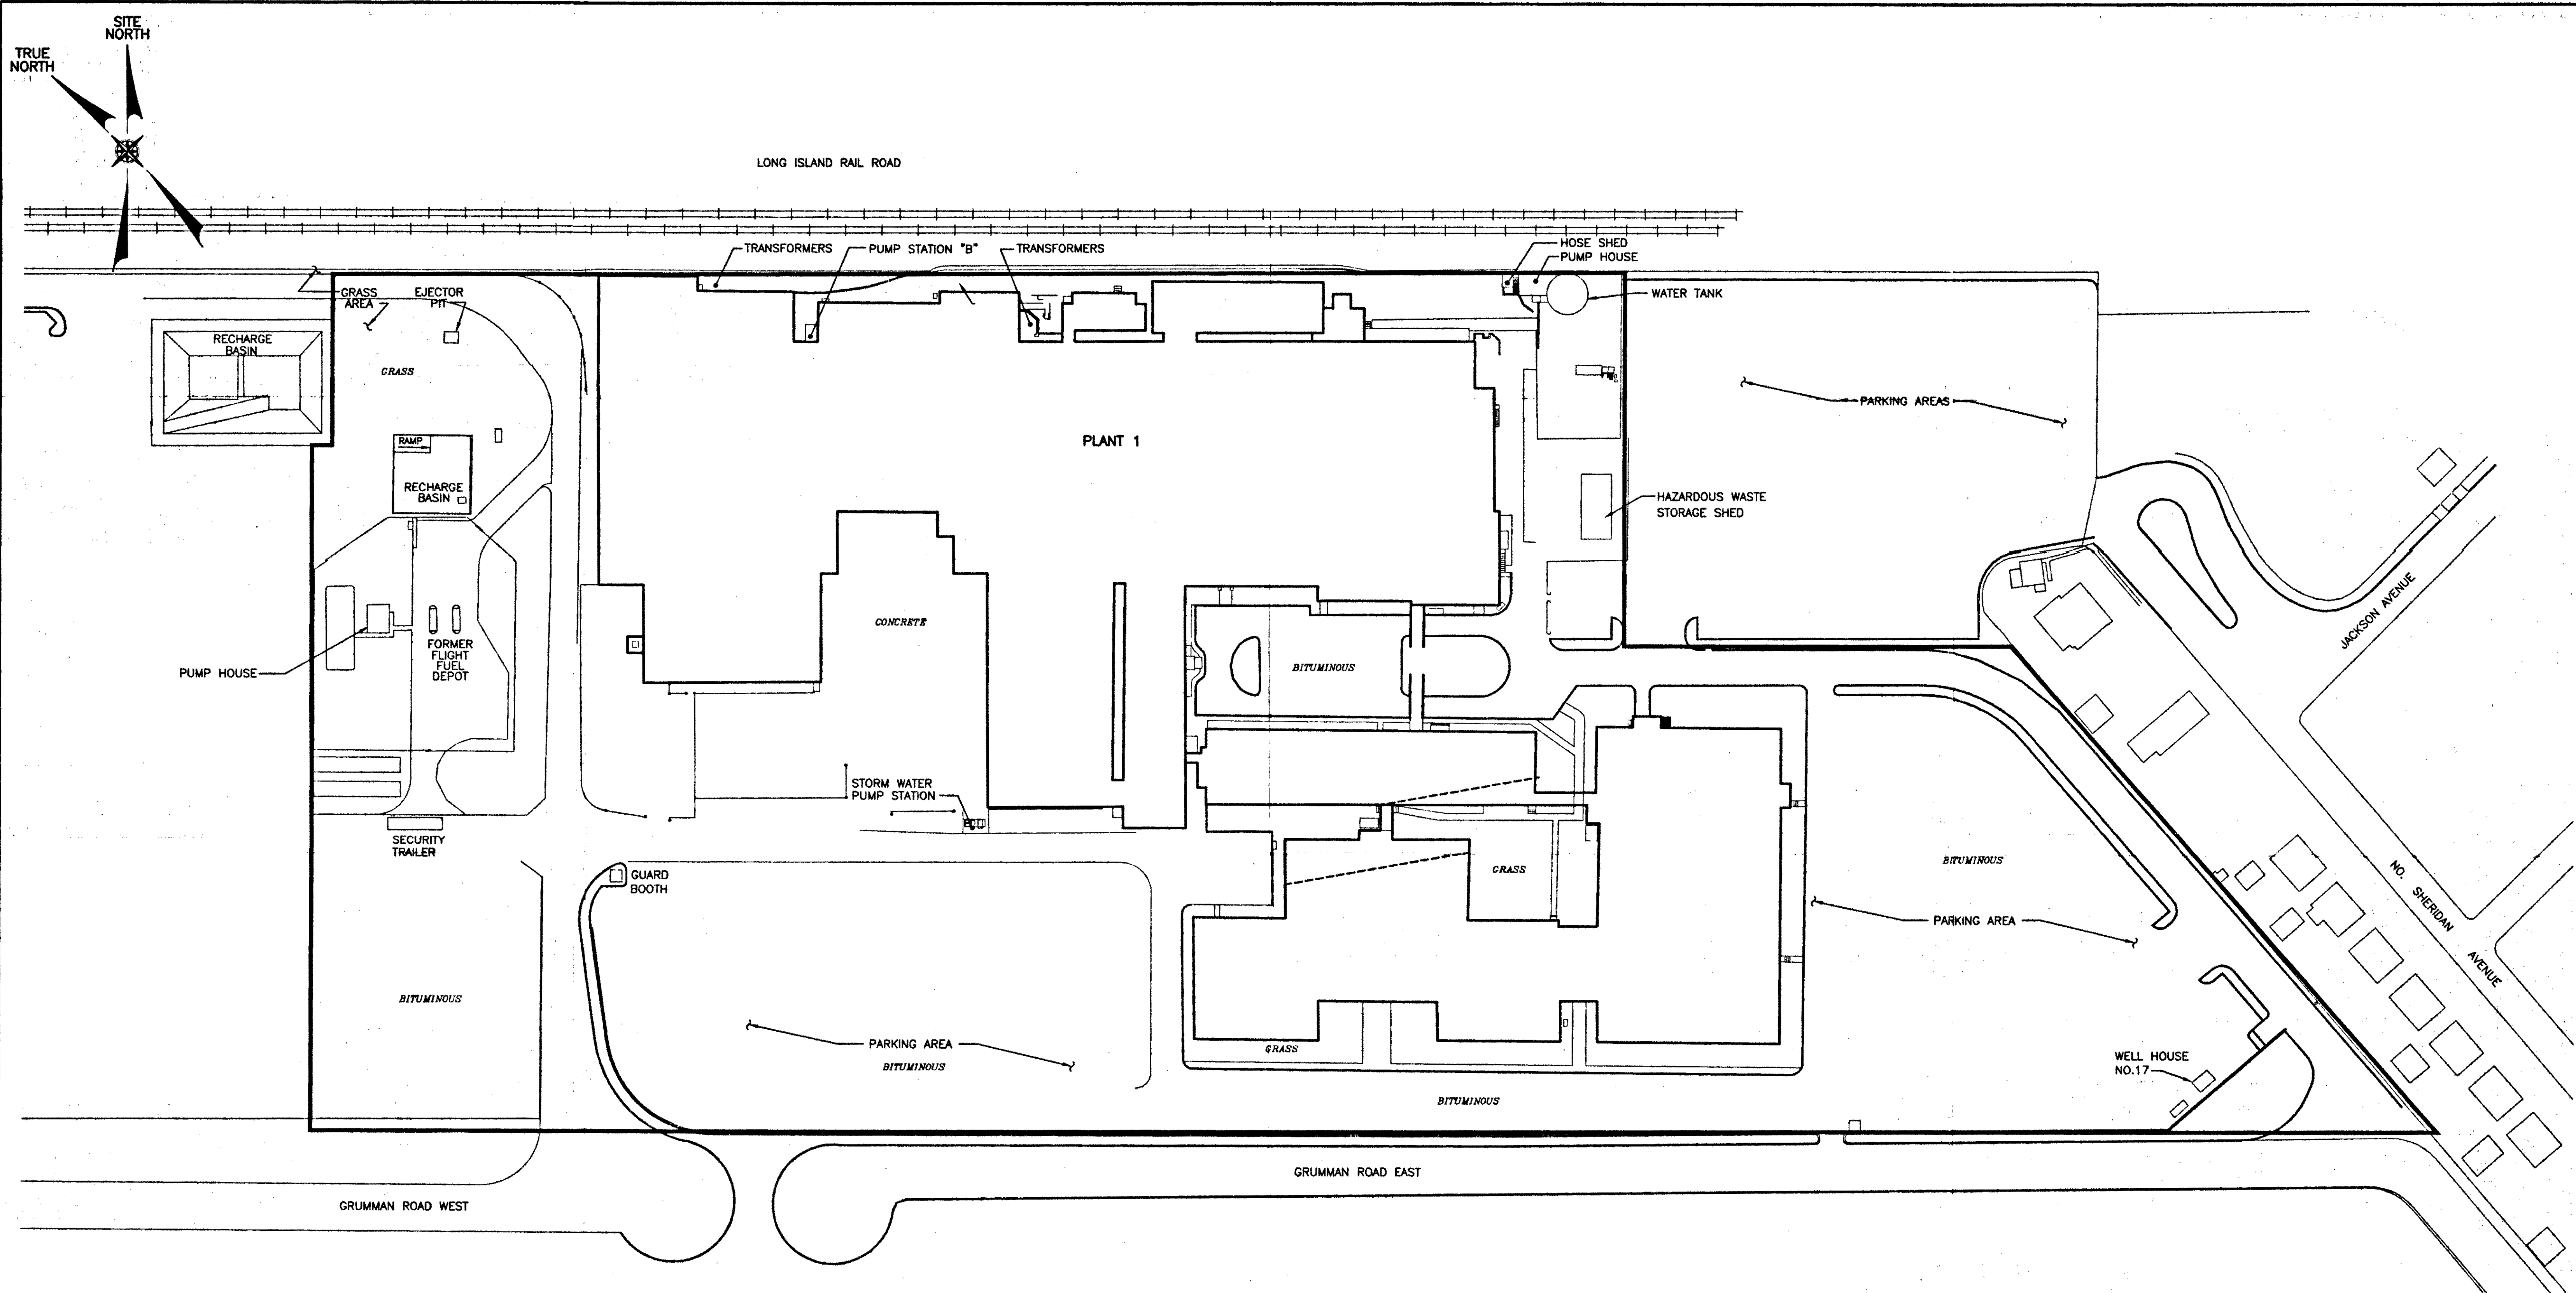 SITE
NORTH
TRUE
NORTH
LONG ISLAND RAIL ROAD
TRANSFORMERS
PUMP STATION "B"
TRANSFORMERS
HOSE SHED
PUMP HOUSE
WATER TANK
GRASS
AREA
EJECTOR
PIT
RECHARGE
BASIN
GRASS
PARKING AREAS
RAMP
PLANT 1
RECHARGE
BASIN
HAZARDOUS WASTE
STORAGE SHED
JACKSON AVENUE
CONCRETE
FORMER
FLIGHT
FUEL
DEPOT
PUMP HOUSE
BITUMINOUS
STORM WATER
PUMP STATION
SECURITY
TRAILER
GUARD
BOOTH
GRASS
BITUMINOUS
NO. SHERIDAN AVENUE
PARKING AREA
BITUMINOUS
PARKING AREA
BITUMINOUS
GRASS
WELL HOUSE
NO.17
BITUMINOUS
GRUMMAN ROAD EAST
GRUMMAN ROAD WEST